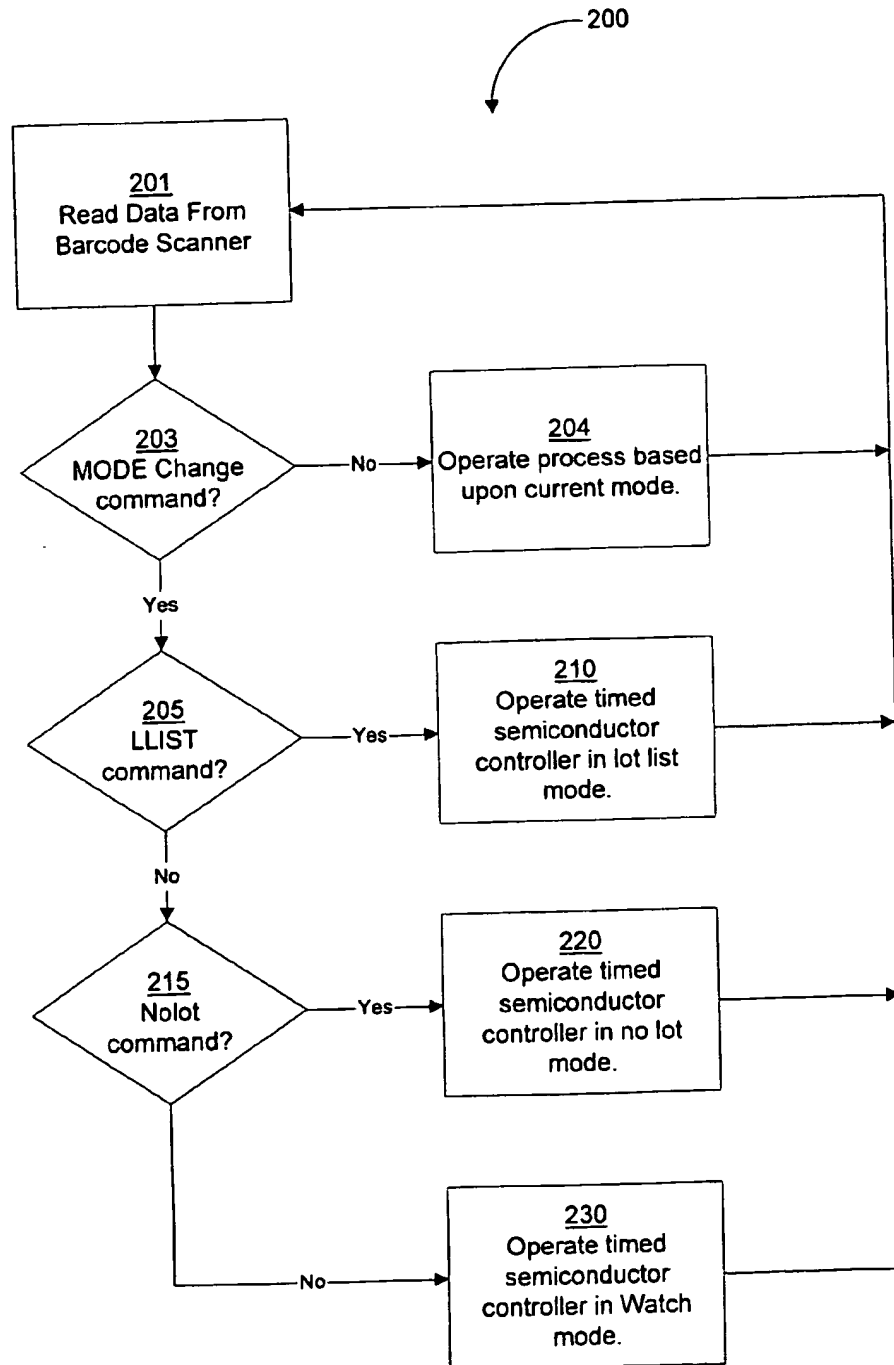 200
201
Read Data From
Barcode Scanner
203
MODE Change
command?
No
204
Operate process based
upon current mode.
Yes
205
LLIST
command?
Yes
210
Operate timed
semiconductor
controller in lot list
mode.
No
215
Nolot
command?
Yes
220
Operate timed
semiconductor
controller in no lot
mode.
No
230
Operate timed
semiconductor
controller in Watch
mode.